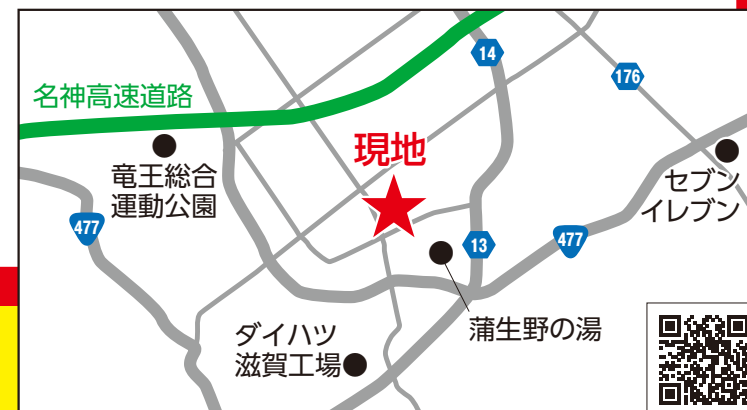 名神高速道路
14
176
現地
竜王総合
運動公園
セブン
イレブン
477
13
477
蒲生野の湯
ダイハツ
滋賀工場